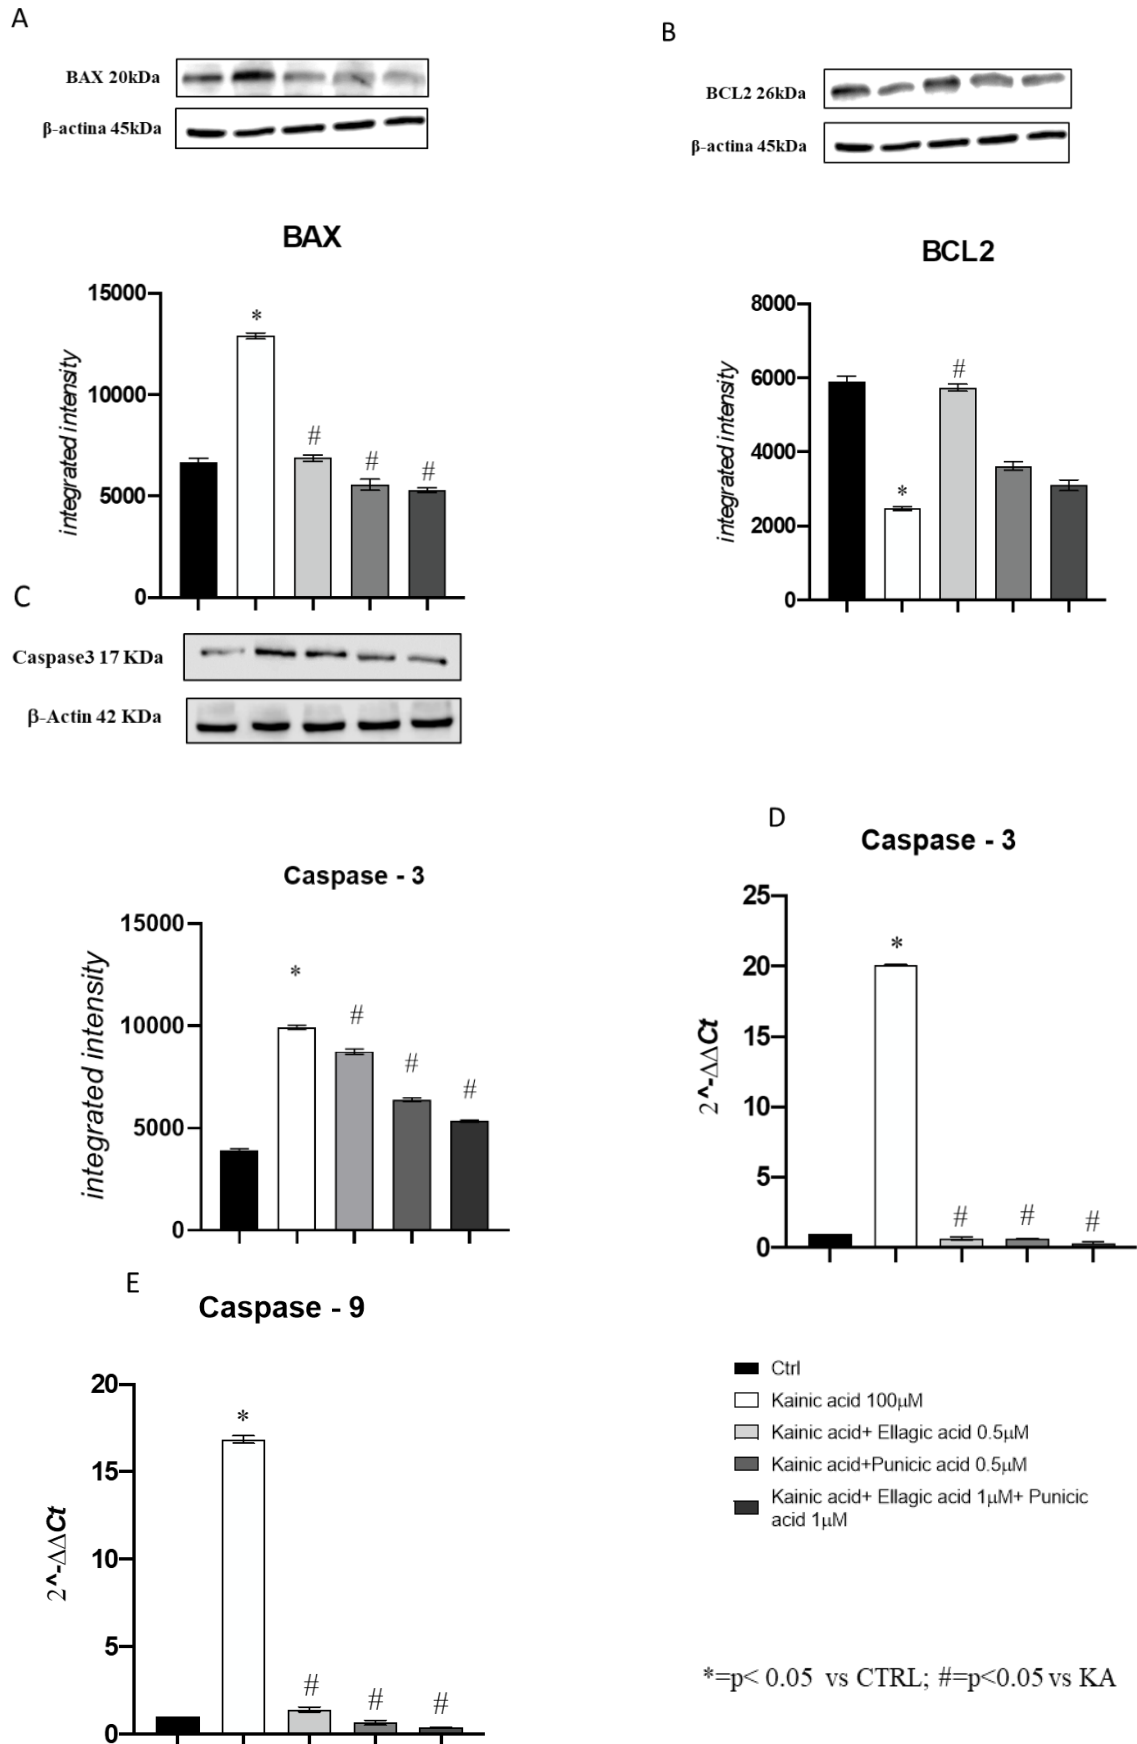 A
BAX 20kDa
β-actina 45kDa
BAX
15000
10000
5000
0
integrated intensity
*
#
#
#
B
BCL2 26kDa
β-actina 45kDa
BCL2
8000
6000
4000
2000
0
integrated intensity
*
#
C
Caspase3 17 KDa
β-Actin 42 KDa
Caspase - 3
15000
10000
5000
0
integrated intensity
*
#
#
#
D
Caspase - 3
25
20
15
10
5
0
2^-ΔΔCt
*
#
#
#
E
Caspase - 9
20
15
10
5
0
2^-ΔΔCt
*
#
#
#
Ctrl
Kainic acid 100μM
Kainic acid+ Ellagic acid 0.5μM
Kainic acid+Punicic acid 0.5μM
Kainic acid+ Ellagic acid 1μM+ Punicic
acid 1μM
*=p< 0.05 vs CTRL; #=p<0.05 vs KA